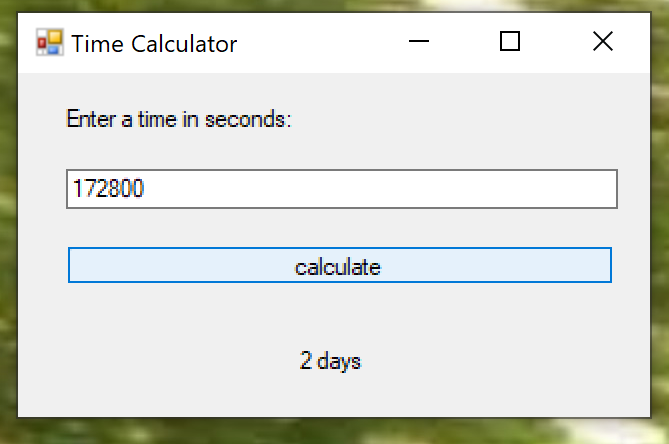 Time Calculator
Enter a time in seconds:
172800
calculate
2 days